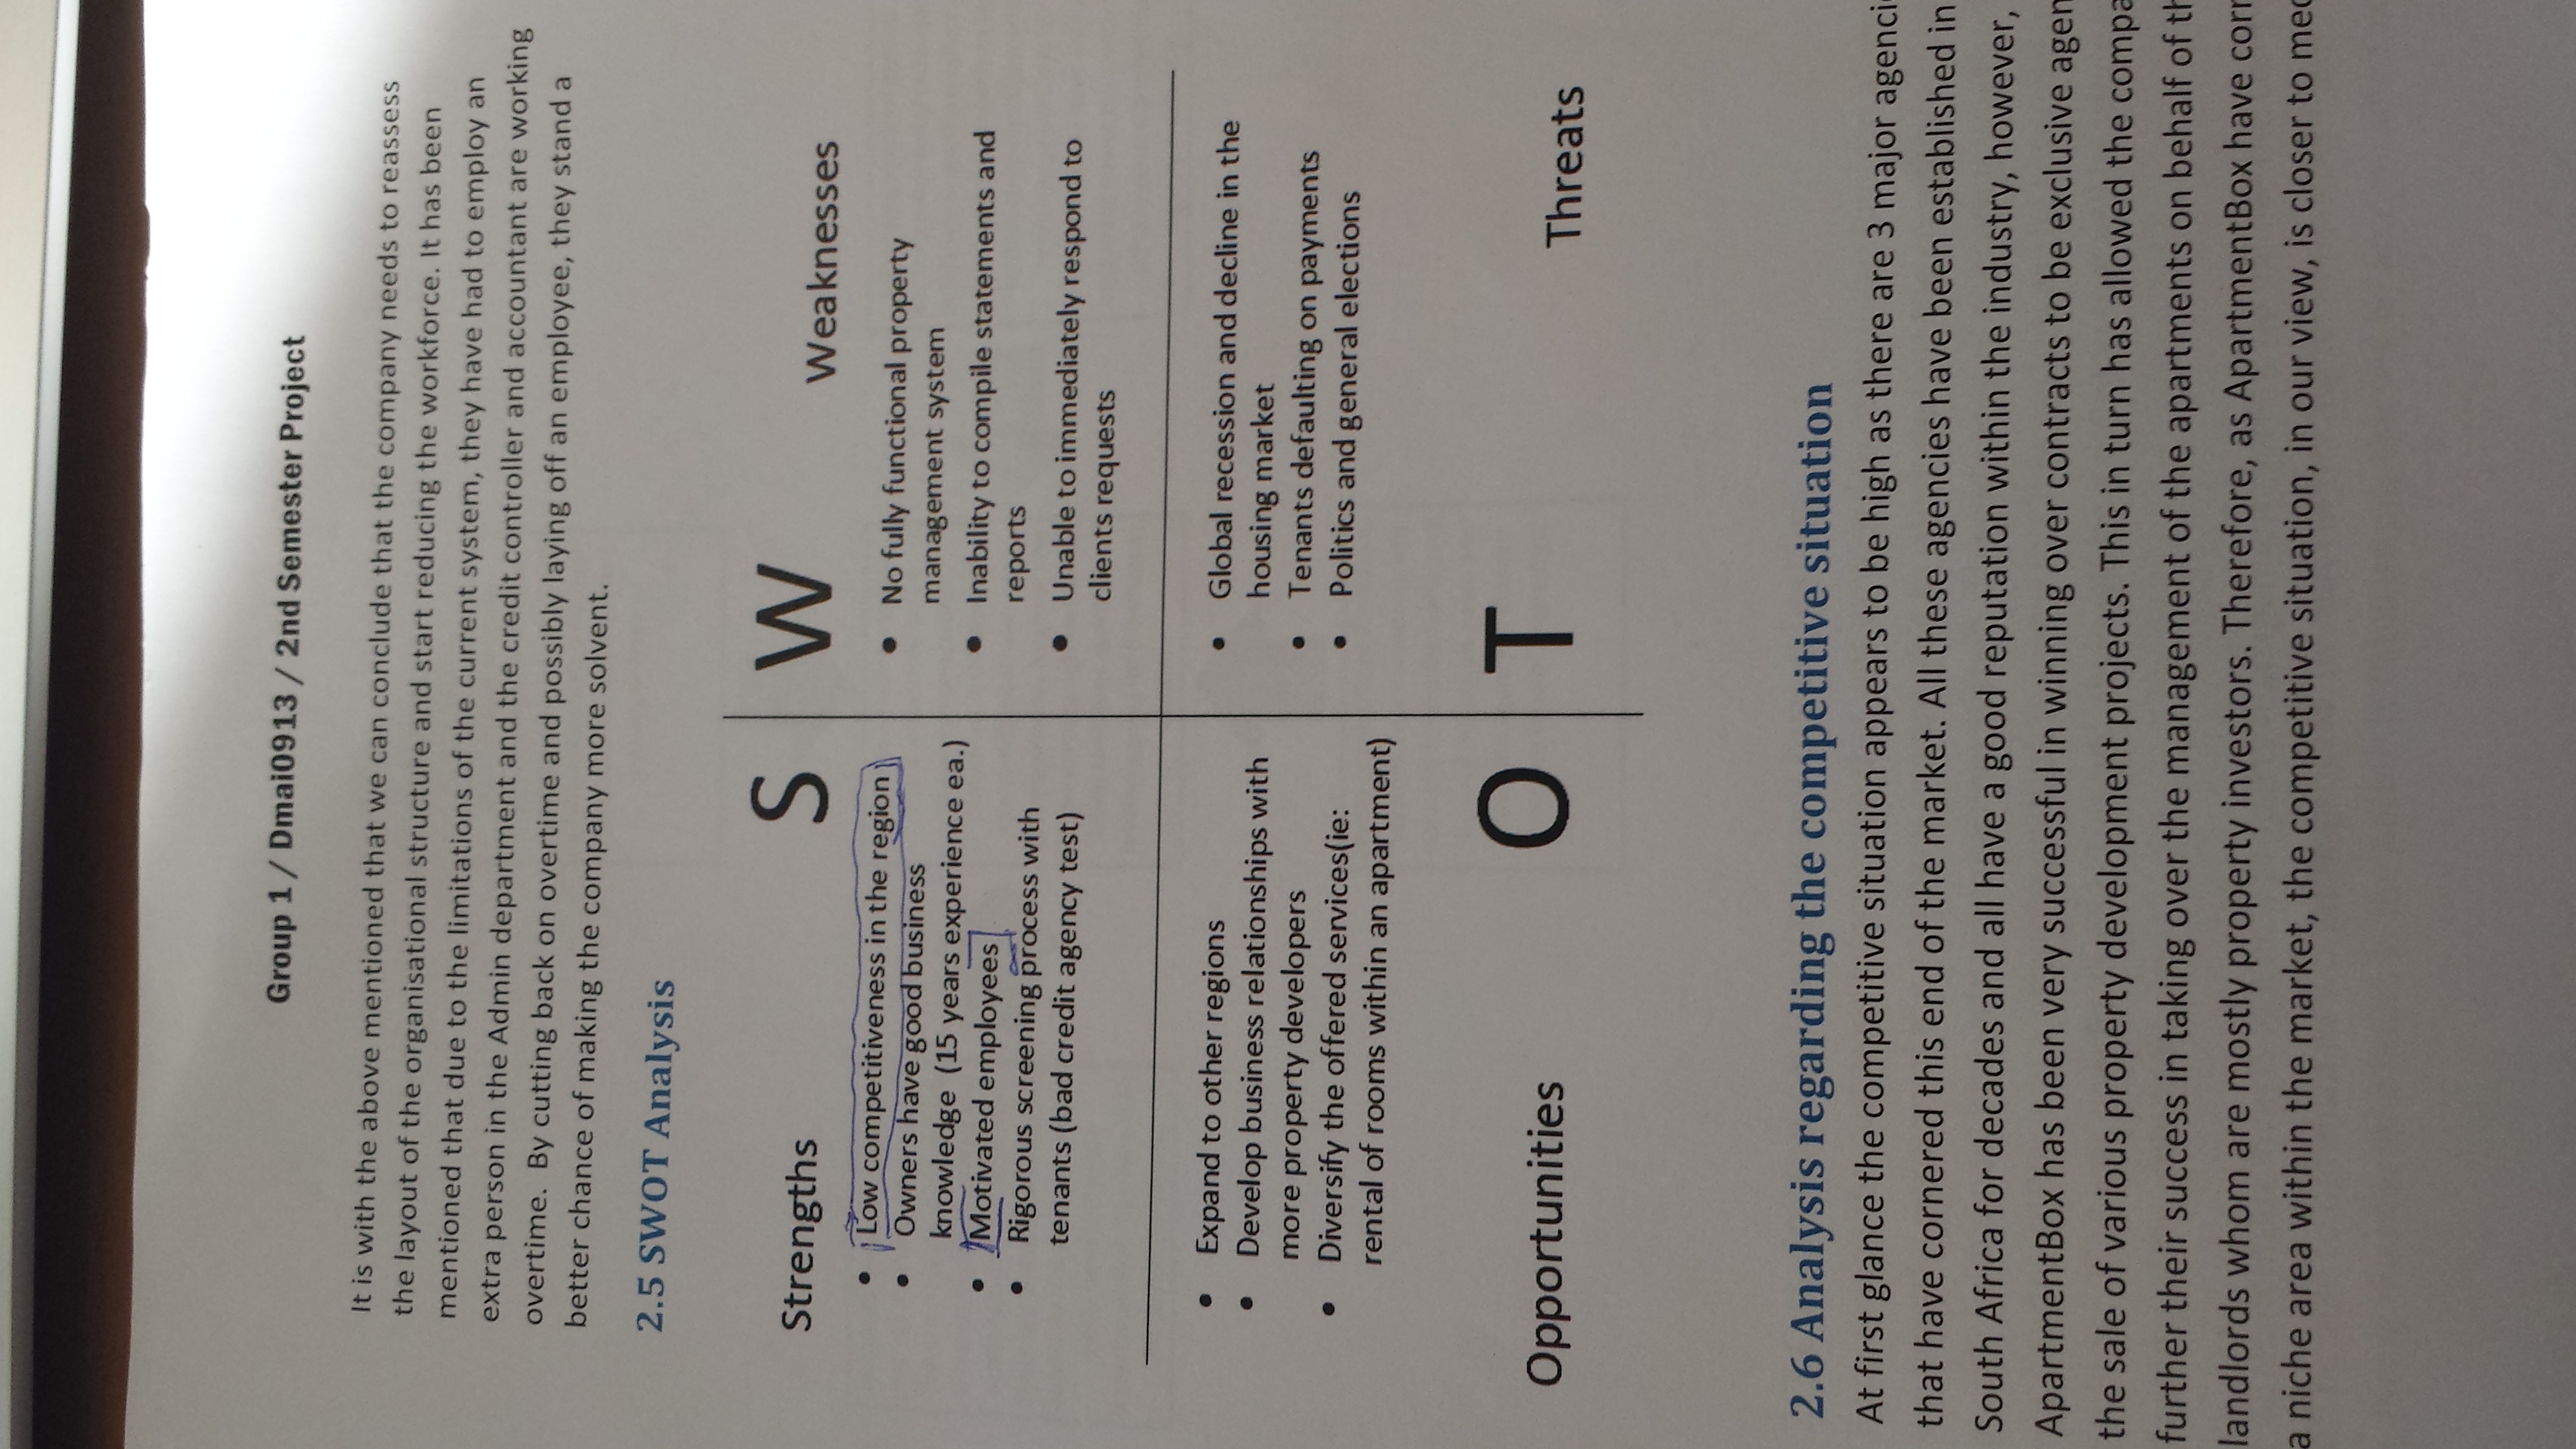 Group 1 / Dmai0913 / 2nd Semester Project
It is with the above mentioned that we can conclude that the company needs to reassess
the layout of the organisational structure and start reducing the workforce. It has been
mentioned that due to the limitations of the current system, they have had to employ an
extra person in the Admin department and the credit controller and accountant are working
overtime.  By cutting back on overtime and possibly laying off an employee, they stand a
better chance of making the company more solvent.
2.5 SWOT Analysis
Strengths
S
• Low competitiveness in the region
• Owners have good business
knowledge (15 years experience ea.)
• Motivated employees
• Rigorous screening process with
tenants (bad credit agency test)
W
Weaknesses
• No fully functional property
management system
• Inability to compile statements and
reports
• Unable to immediately respond to
clients requests
• Expand to other regions
• Develop business relationships with
more property developers
• Diversify the offered services(ie:
rental of rooms within an apartment)
Opportunities
O
• Global recession and decline in the
housing market
• Tenants defaulting on payments
• Politics and general elections
T
Threats
2.6 Analysis regarding the competitive situation
At first glance the competitive situation appears to be high as there are 3 major
that have cornered this end of the market. All these agencies have been established in
South Africa for decades and all have a good reputation within the industry, however,
ApartmentBox has been very successful in winning over contracts to be exclusive
the sale of various property development projects. This in turn has allowed the
further their success in taking over the management of the apartments on behalf of
landlords whom are mostly property investors. Therefore, as ApartmentBox have
a niche area within the market, the competitive situation, in our view, is closer to